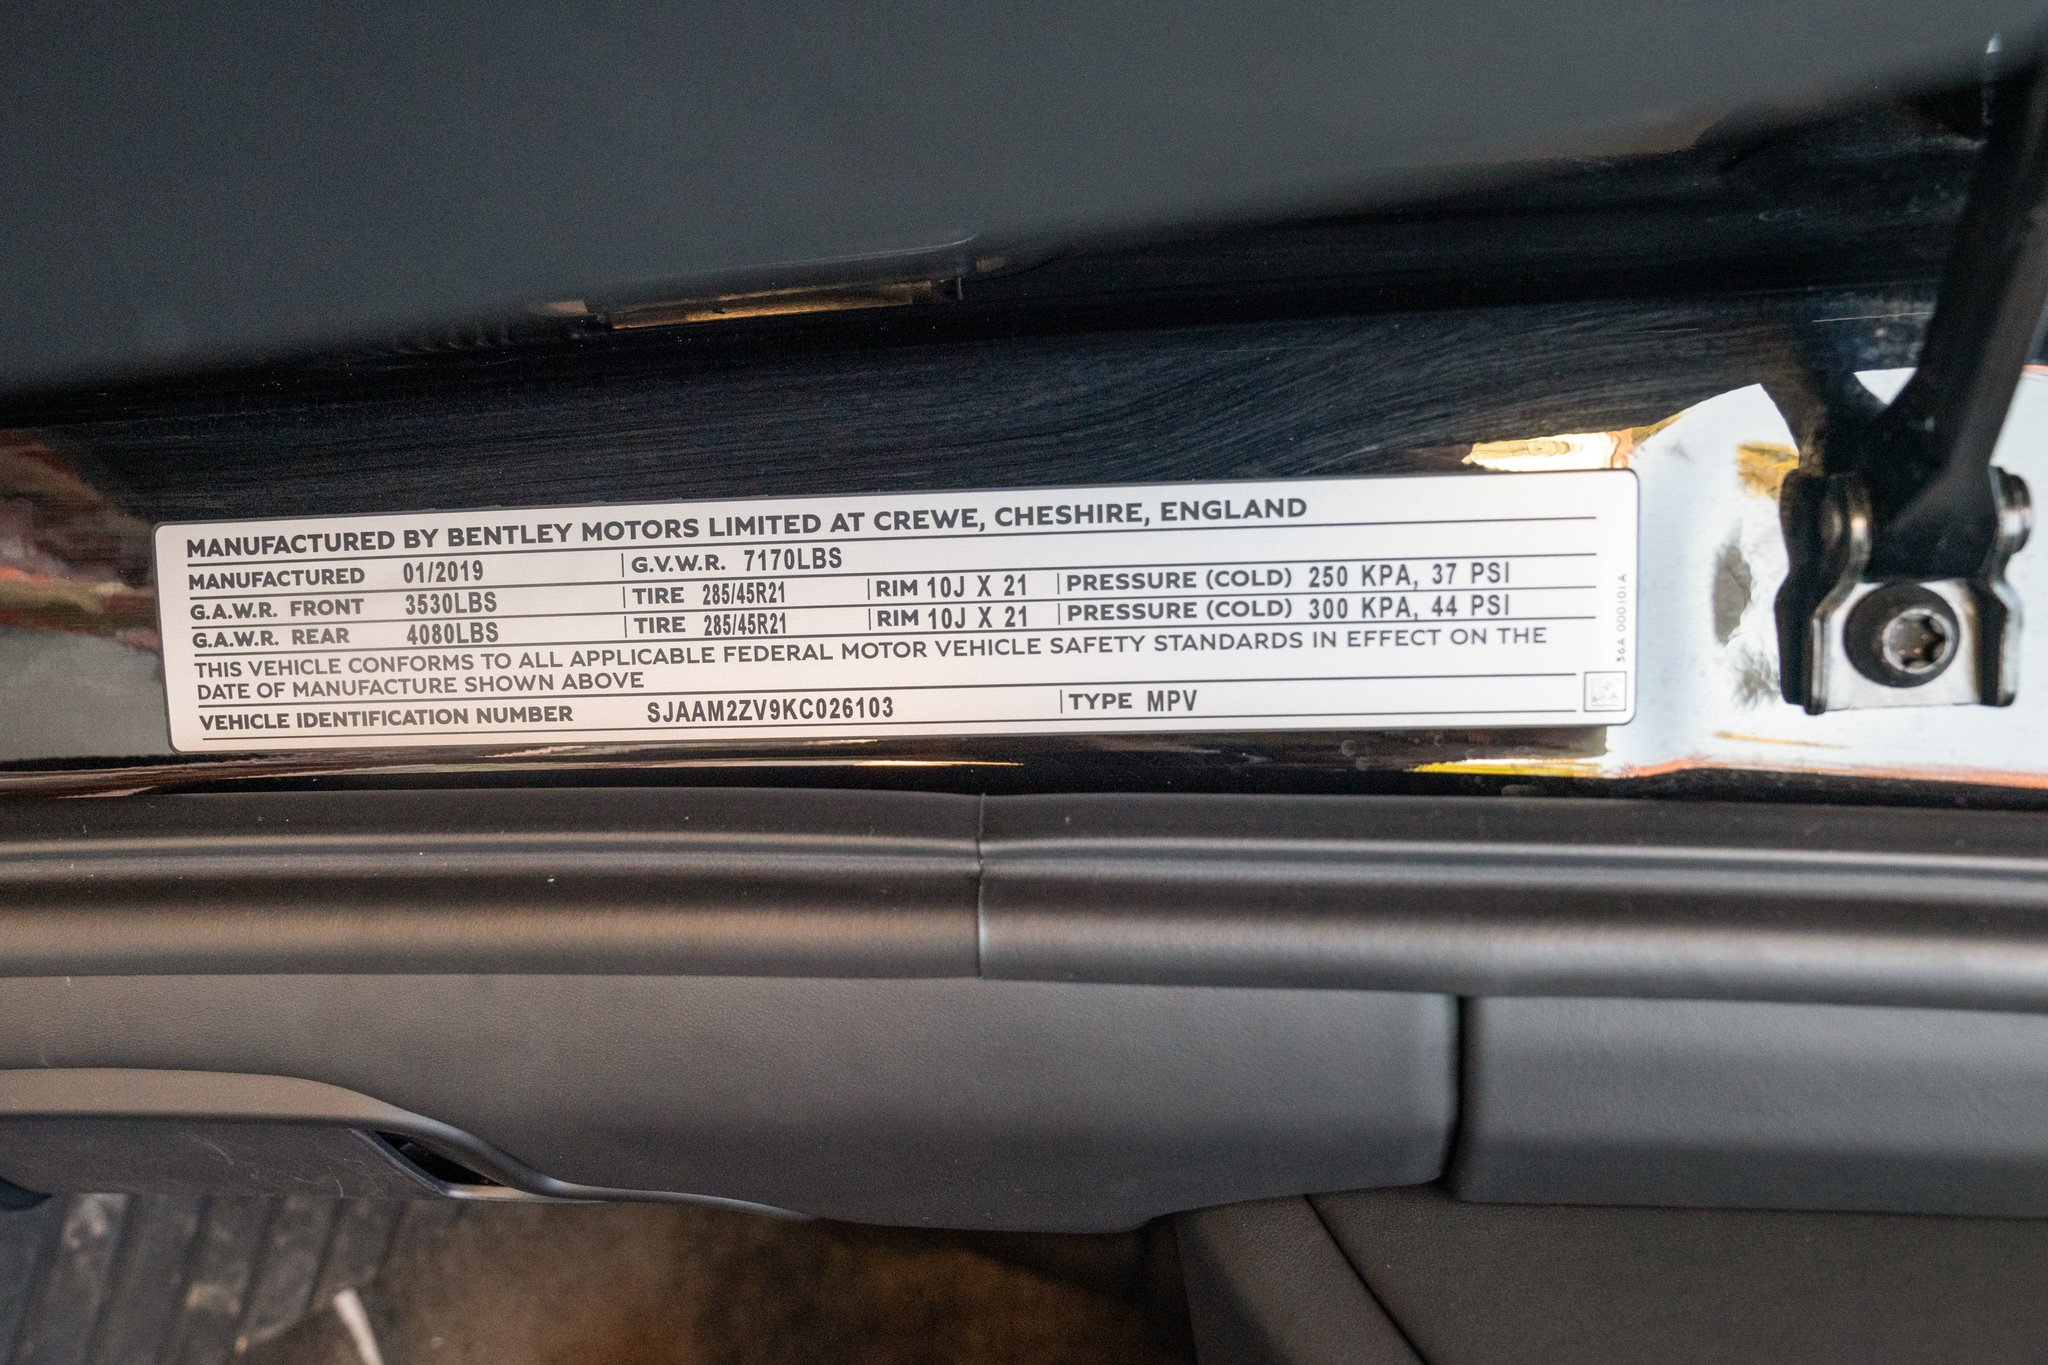 MANUFACTURED BY BENTLEY MOTORS LIMITED AT CREWE, CHESHIRE, ENGLAND
MANUFACTURED 01/2019 G.V.W.R. 7170LBS
G.A.W.R. FRONT 3530LBS TIRE 285/45R21 RIM 10J X 21 PRESSURE (COLD) 250 KPA, 37 PSI
G.A.W.R. REAR 4080LBS TIRE 285/45R21 RIM 10J X 21 PRESSURE (COLD) 300 KPA, 44 PSI
THIS VEHICLE CONFORMS TO ALL APPLICABLE FEDERAL MOTOR VEHICLE SAFETY STANDARDS IN EFFECT ON THE
DATE OF MANUFACTURE SHOWN ABOVE
VEHICLE IDENTIFICATION NUMBER SJAAM2ZV9KC026103 TYPE MPV
36A 000101A